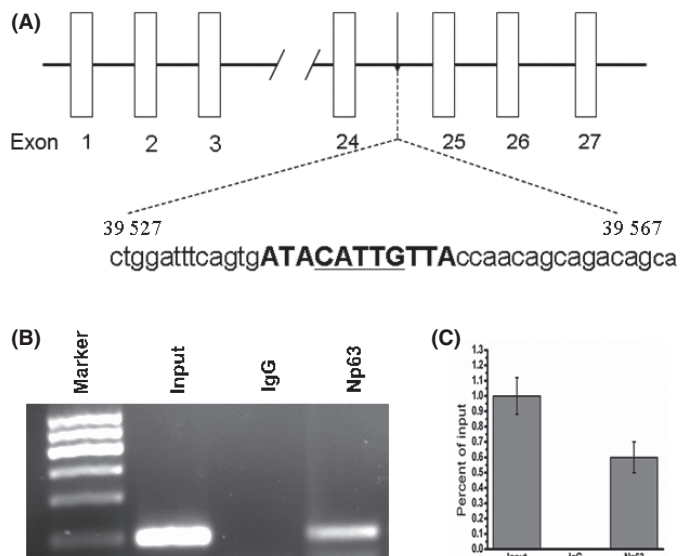 (A)
Exon 1 2 3 24 25 26 27
39 527 39 567
ctggatttcagtgATACATTGTTAccaacagcagacagca
(B)
Marker Input IgG Np63
(C)
Percent of input
1.3
1.2
1.1
1.0
0.9
0.8
0.7
0.6
0.5
0.4
0.3
0.2
0.1
0.0
Input IgG Np63